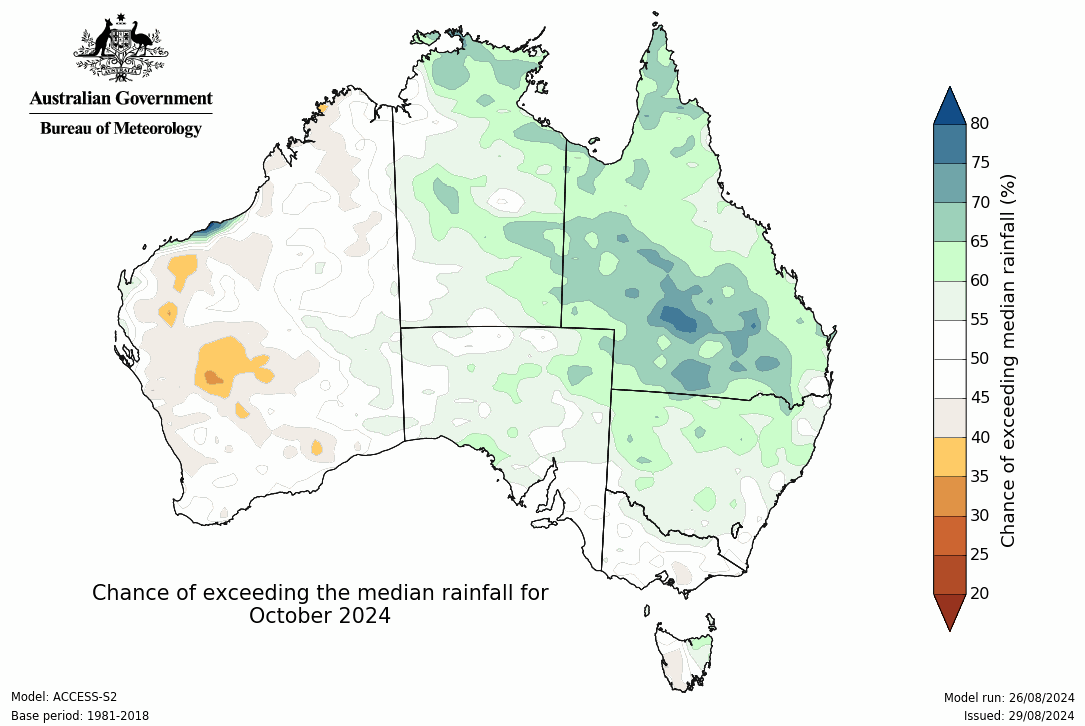 Australian Government
Bureau of Meteorology
80
75
70
65
60
55
50
45
40
35
30
25
20
Chance of exceeding median rainfall (%)
Chance of exceeding the median rainfall for
October 2024
Model: ACCESS-S2
Base period: 1981-2018
Model run: 26/08/2024
Issued: 29/08/2024